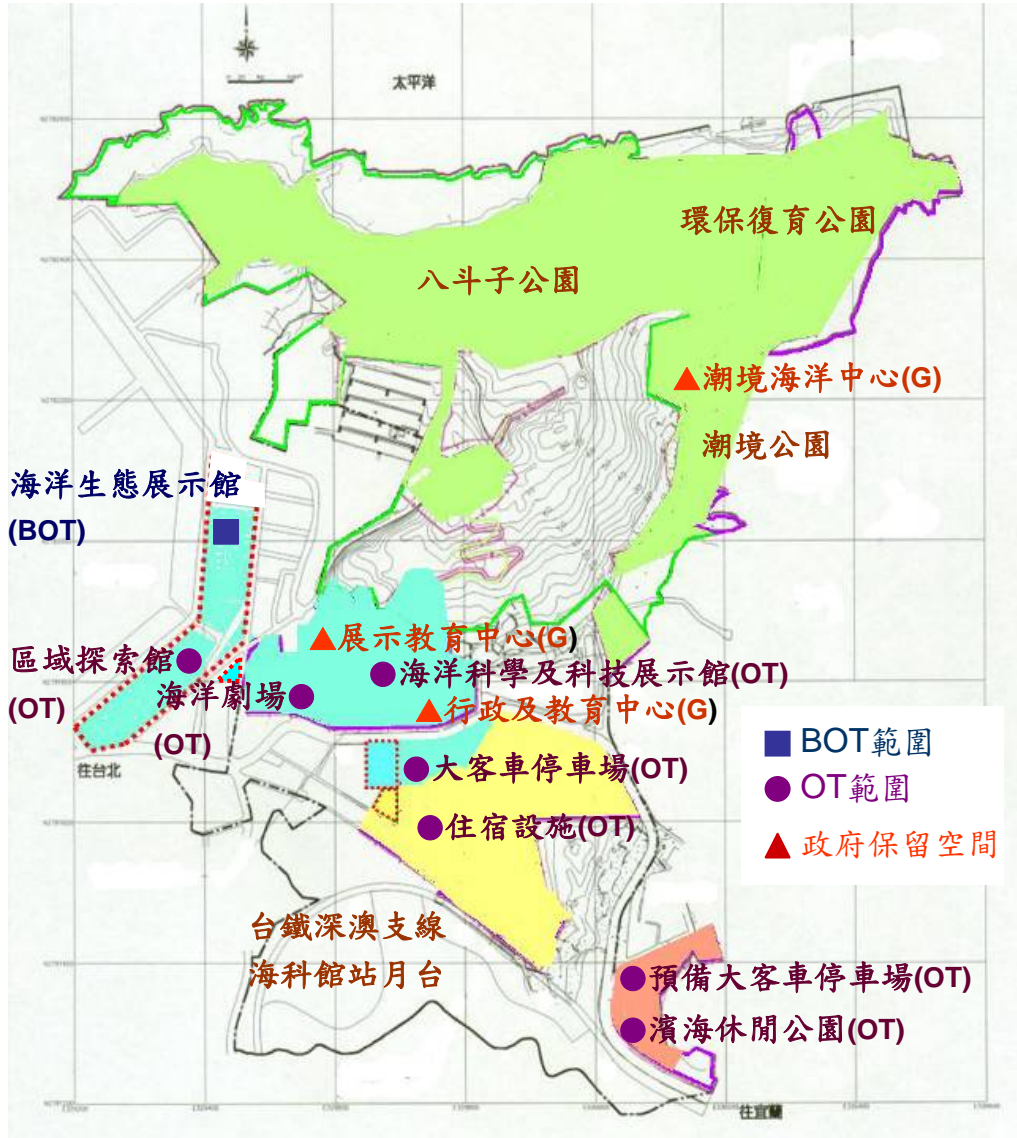 太平洋
環保復育公園
八斗子公園
▲潮境海洋中心(G)
潮境公園
海洋生態展示館
(BOT)
▲展示教育中心(G)
區域探索館
(OT)
海洋科學及科技展示館(OT)
海洋劇場
(OT)
▲行政及教育中心(G)
往台北
大客車停車場(OT)
住宿設施(OT)
BOT範圍
OT範圍
政府保留空間
台鐵深澳支線
海科館站月台
預備大客車停車場(OT)
濱海休閒公園(OT)
往宜蘭